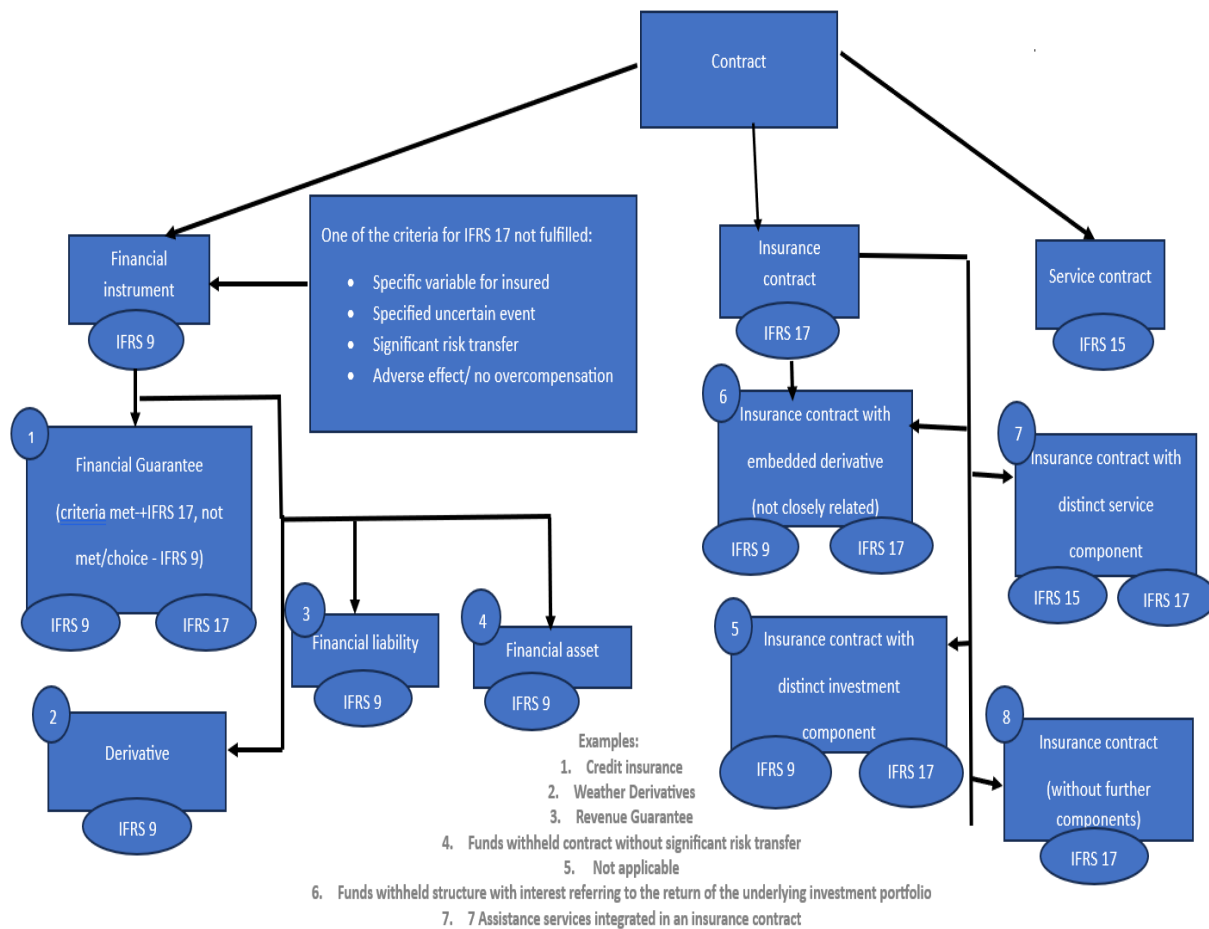 Contract
One of the criteria for IFRS 17 not fulfilled:
• Specific variable for insured
• Specified uncertain event
• Significant risk transfer
• Adverse effect/ no overcompensation
Financial
instrument
IFRS 9
Insurance
contract
IFRS 17
Service contract
IFRS 15
1
Financial Guarantee
(criteria met→IFRS 17, not
met/choice - IFRS 9)
IFRS 9
IFRS 17
6
Insurance contract with
embedded derivative
(not closely related)
IFRS 9
IFRS 17
7
Insurance contract with
distinct service
component
IFRS 15
IFRS 17
3
Financial liability
IFRS 9
4
Financial asset
IFRS 9
5
Insurance contract with
distinct investment
component
IFRS 9
IFRS 17
2
Derivative
IFRS 9
8
Insurance contract
(without further
components)
IFRS 17
Examples:
1. Credit insurance
2. Weather Derivatives
3. Revenue Guarantee
4. Funds withheld contract without significant risk transfer
5. Not applicable
6. Funds withheld structure with interest referring to the return of the underlying investment portfolio
7. 7 Assistance services integrated in an insurance contract